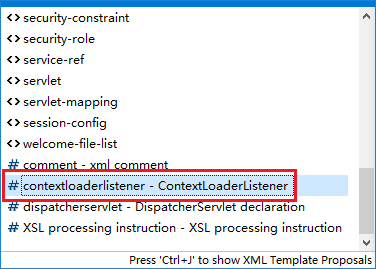 <> security-constraint
<> security-role
<> service-ref
<> servlet
<> servlet-mapping
<> session-config
<> welcome-file-list
# comment - xml comment
# contextloaderlistener - ContextLoaderListener
# dispatcherservlet - DispatcherServlet declaration
# XSL processing instruction - XSL processing instruction
Press 'Ctrl+J' to show XML Template Proposals